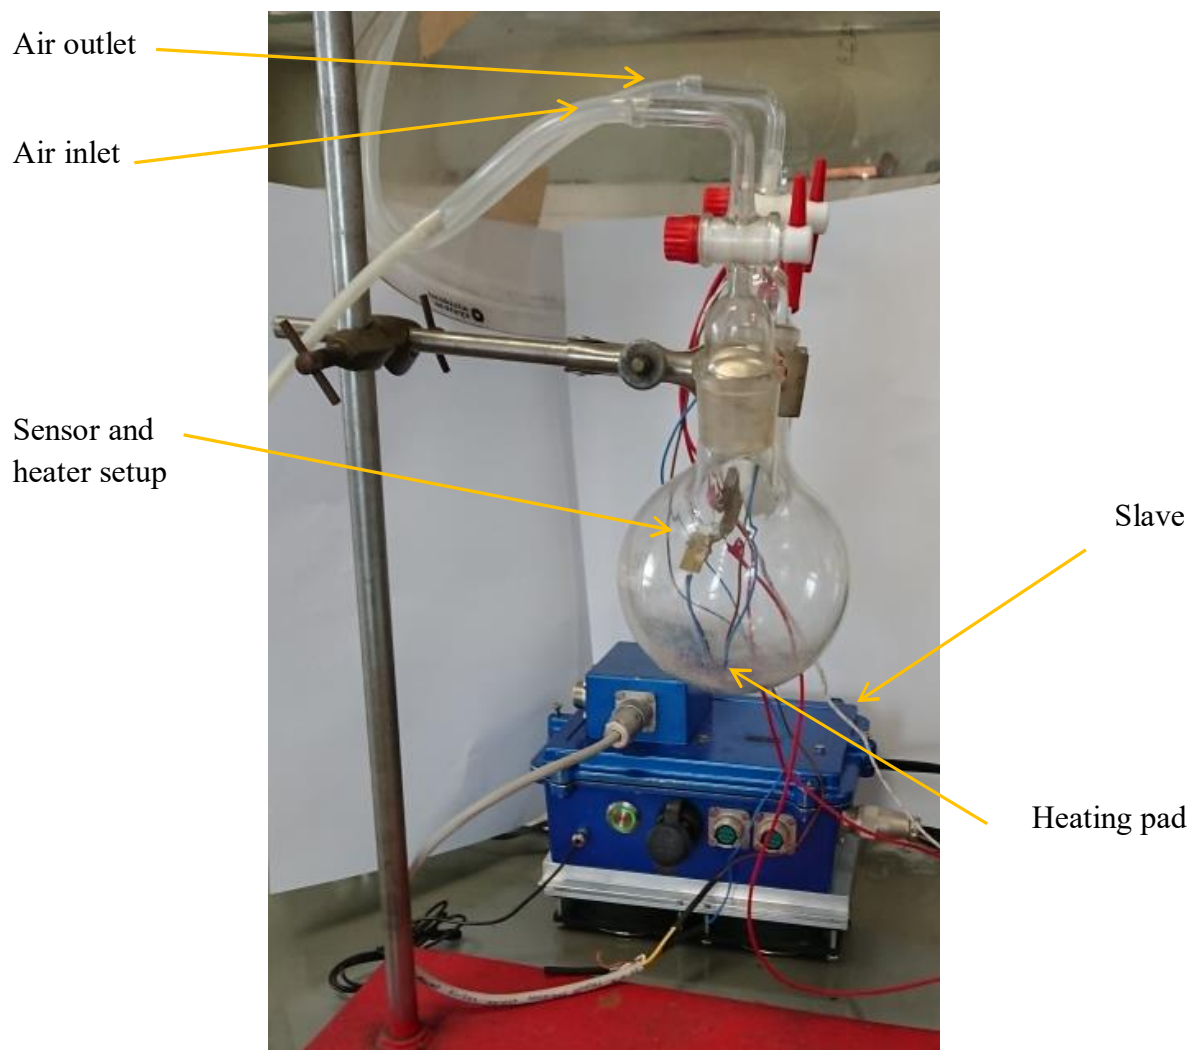 Air outlet
Air inlet
Sensor and
heater setup
Slave
Heating pad